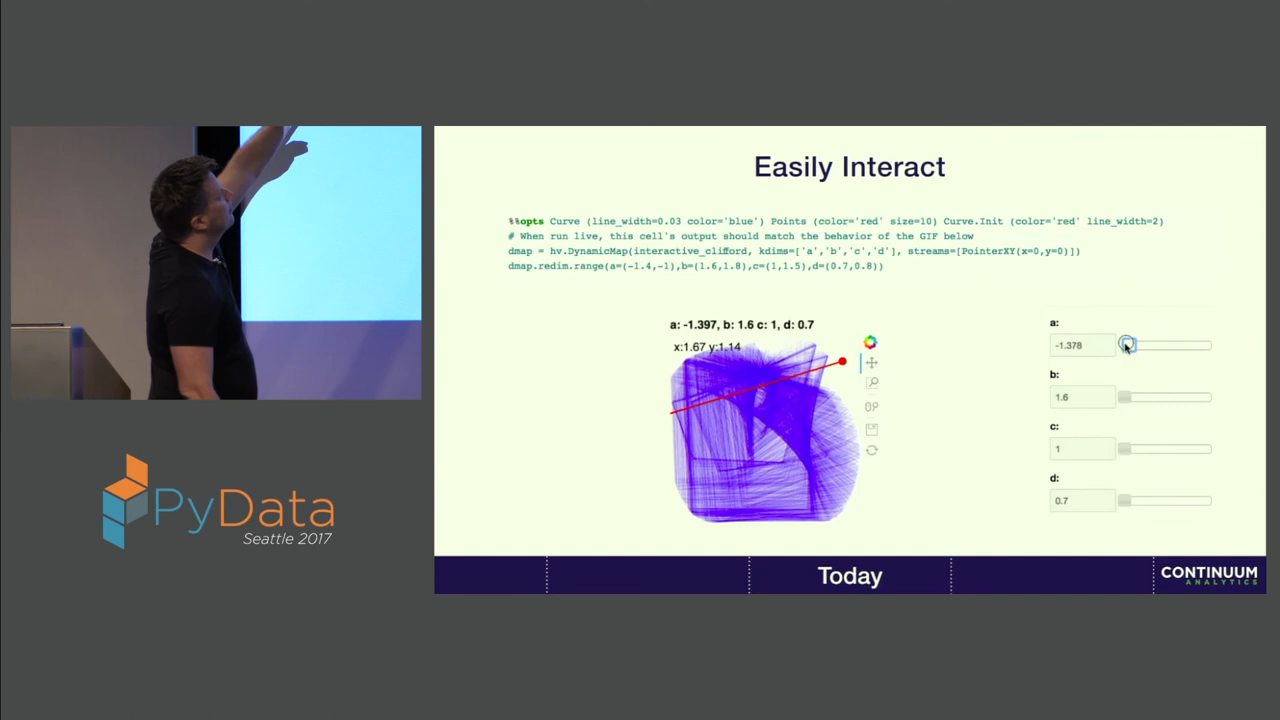 Easily Interact
%%opts Curve (line_width=0.03 color='blue') Points (color='red' size=10) Curve.Init (color='red' line_width=2)
# When run live, this cell's output should match the behavior of the GIF below
dmap = hv.DynamicMap(interactive_clifford, kdims=['a','b','c','d'], streams=[PointerXY(x=0,y=0)])
dmap.redim.range(a=(-1.4,-1),b=(1.6,1.8),c=(1,1.5),d=(0.7,0.8))
a: -1.397, b: 1.6 c: 1, d: 0.7
x:1.67 y:1.14
a:
-1.378
b:
1.6
c:
1
d:
0.7
PyData
Seattle 2017
Today
CONTINUUM
ANALYTICS